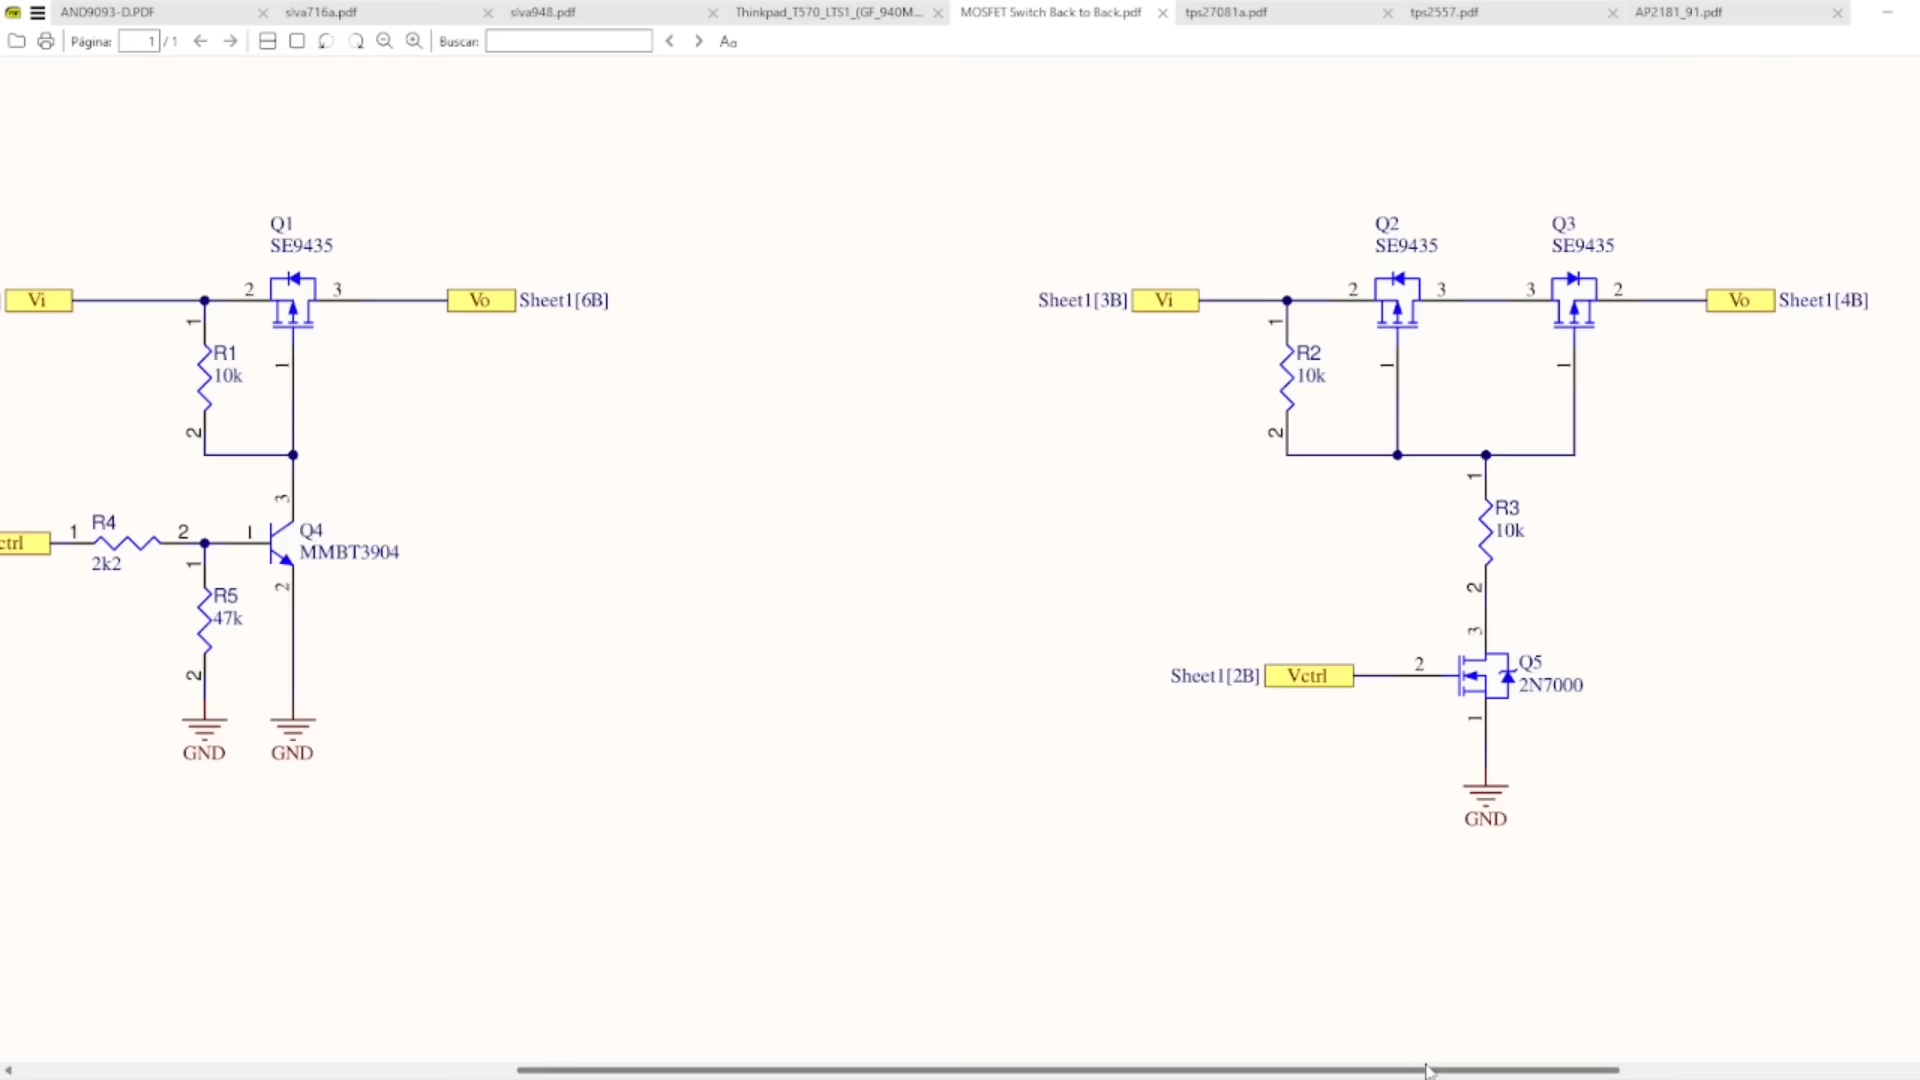 AND9093-D.PDF
slva716a.pdf
slva948.pdf
Thinkpad_T570_LTS1_(GF_940M...
MOSFET Switch Back to Back.pdf
tps27081a.pdf
tps2557.pdf
AP2181_91.pdf
Página: 1 / 1
Buscar:
Aa
Q1
SE9435
Vi
2
3
Vo
Sheet1[6B]
1
R1
10k
2
1
3
ctrl
1
R4
2k2
2
1
Q4
MMBT3904
1
R5
47k
2
2
GND
GND
Q2
SE9435
Q3
SE9435
Sheet1[3B]
Vi
2
3
3
2
Vo
Sheet1[4B]
1
R2
10k
2
1
1
1
R3
10k
2
3
Sheet1[2B]
Vctrl
2
Q5
2N7000
1
GND